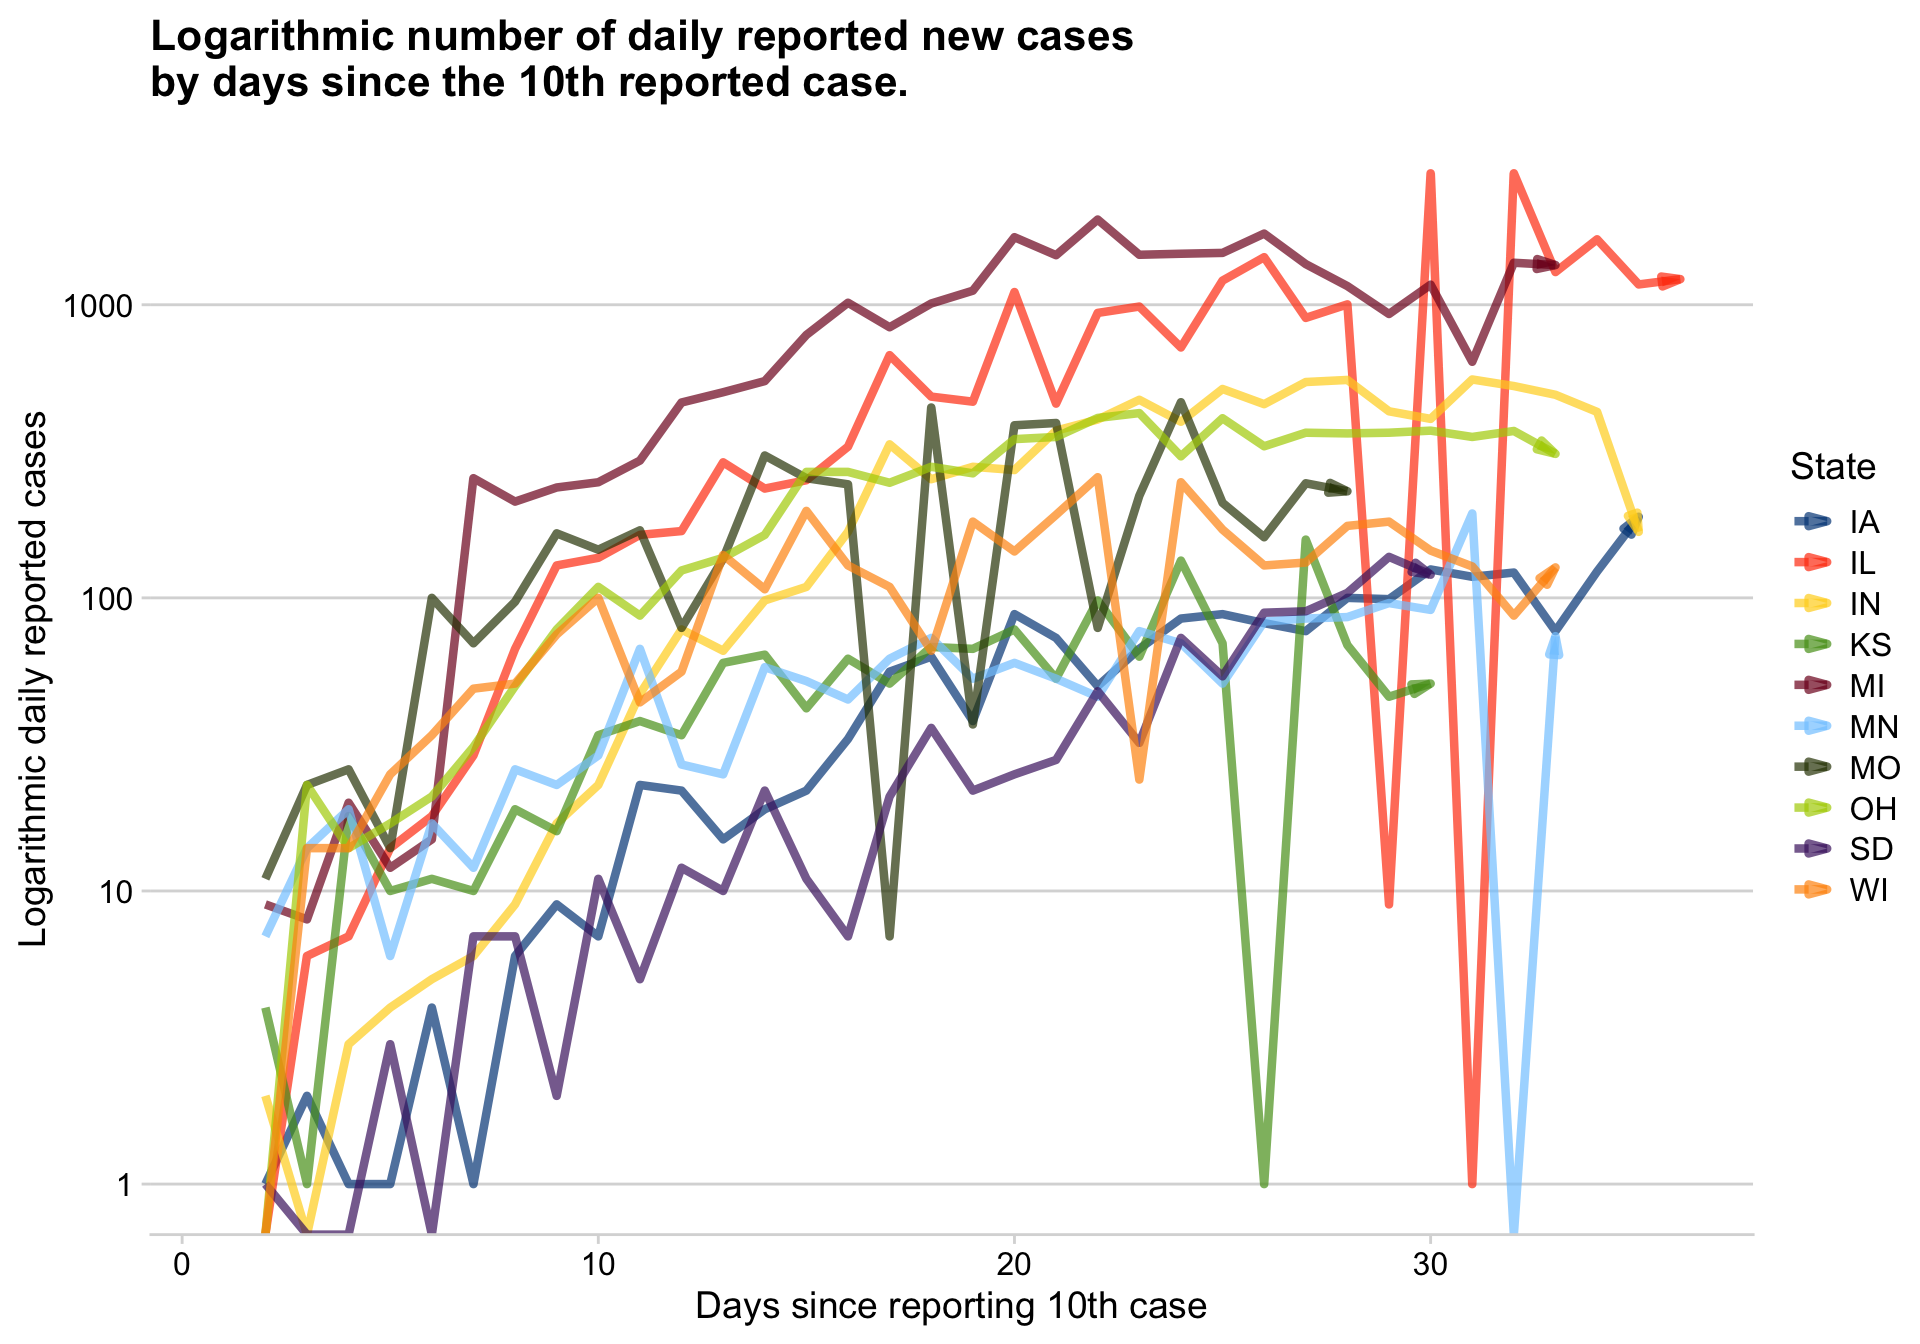 Logarithmic number of daily reported new cases
by days since the 10th reported case.
Logarithmic daily reported cases
1000
100
10
1
0
10
20
30
Days since reporting 10th case
State
IA
IL
IN
KS
MI
MN
MO
OH
SD
WI